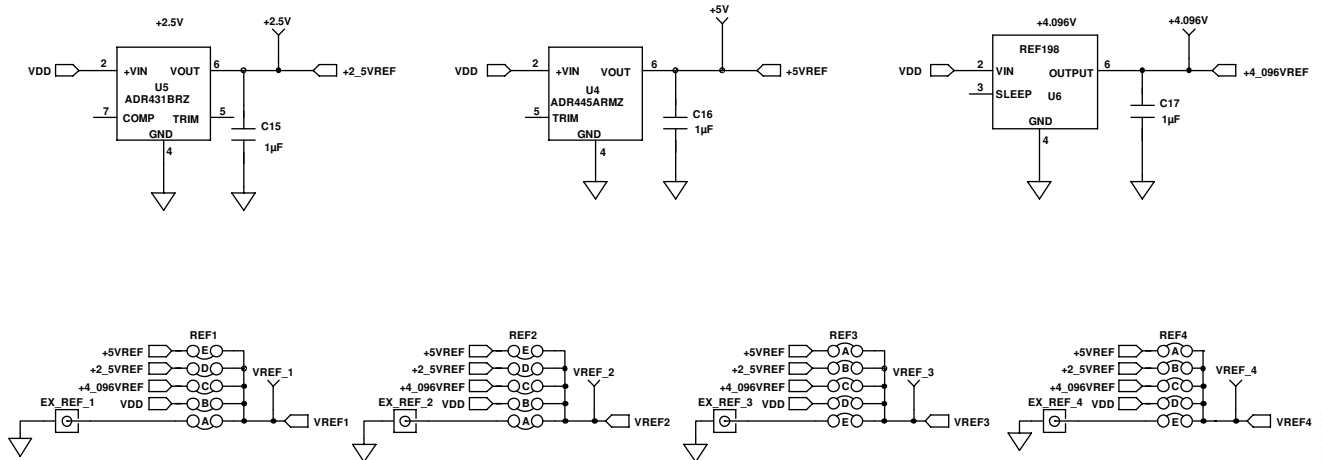 +2.5V
+2.5V
VDD
2
+VIN
VOUT
6
+2_5VREF
U5
ADR431BRZ
7
COMP
TRIM
5
GND
4
C15
1µF
+5V
VDD
2
+VIN
VOUT
6
+5VREF
U4
ADR445ARMZ
5
TRIM
GND
4
C16
1µF
+4.096V
+4.096V
REF198
VDD
2
VIN
OUTPUT
6
+4_096VREF
3
SLEEP
U6
GND
4
C17
1µF
REF1
+5VREF
E
+2_5VREF
D
VREF_1
+4_096VREF
C
EX_REF_1
VDD
B
A
VREF1
REF2
+5VREF
E
+2_5VREF
D
VREF_2
+4_096VREF
C
EX_REF_2
VDD
B
A
VREF2
REF3
+5VREF
A
+2_5VREF
B
VREF_3
+4_096VREF
C
EX_REF_3
VDD
D
E
VREF3
REF4
+5VREF
A
+2_5VREF
B
VREF_4
+4_096VREF
C
EX_REF_4
VDD
D
E
VREF4